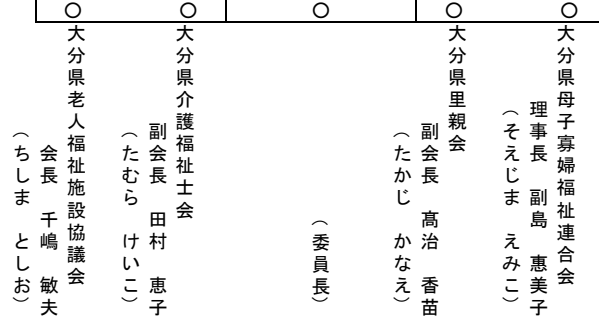 ○ ○ ○ ○ ○
大分県母子寡婦福祉連合会
理事長 副島 惠美子
(そえじま えみこ)
大分県里親会
副会長 髙治 香苗
(たかじ かなえ)
(委員長)
大分県介護福祉士会
副会長 田村 恵子
(たむら けいこ)
大分県老人福祉施設協議会
会長 千嶋 敏夫
(ちしま としお)